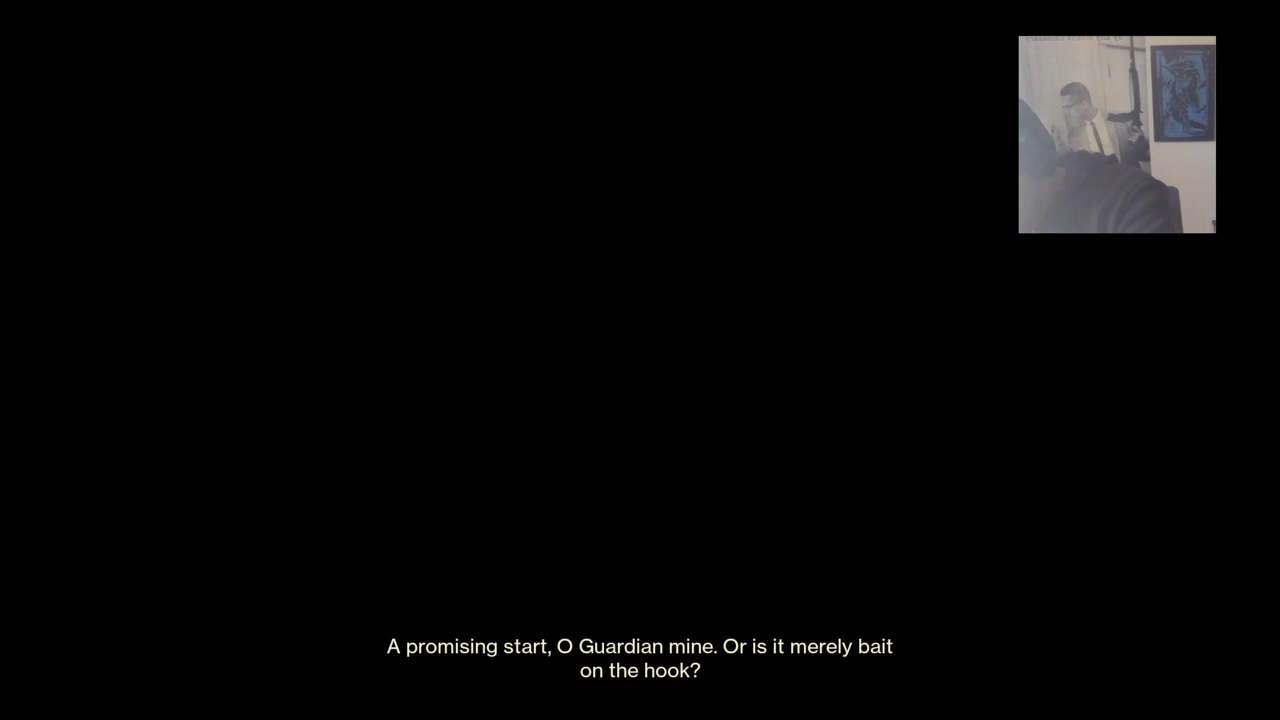 A promising start, O Guardian mine. Or is it merely bait
on the hook?